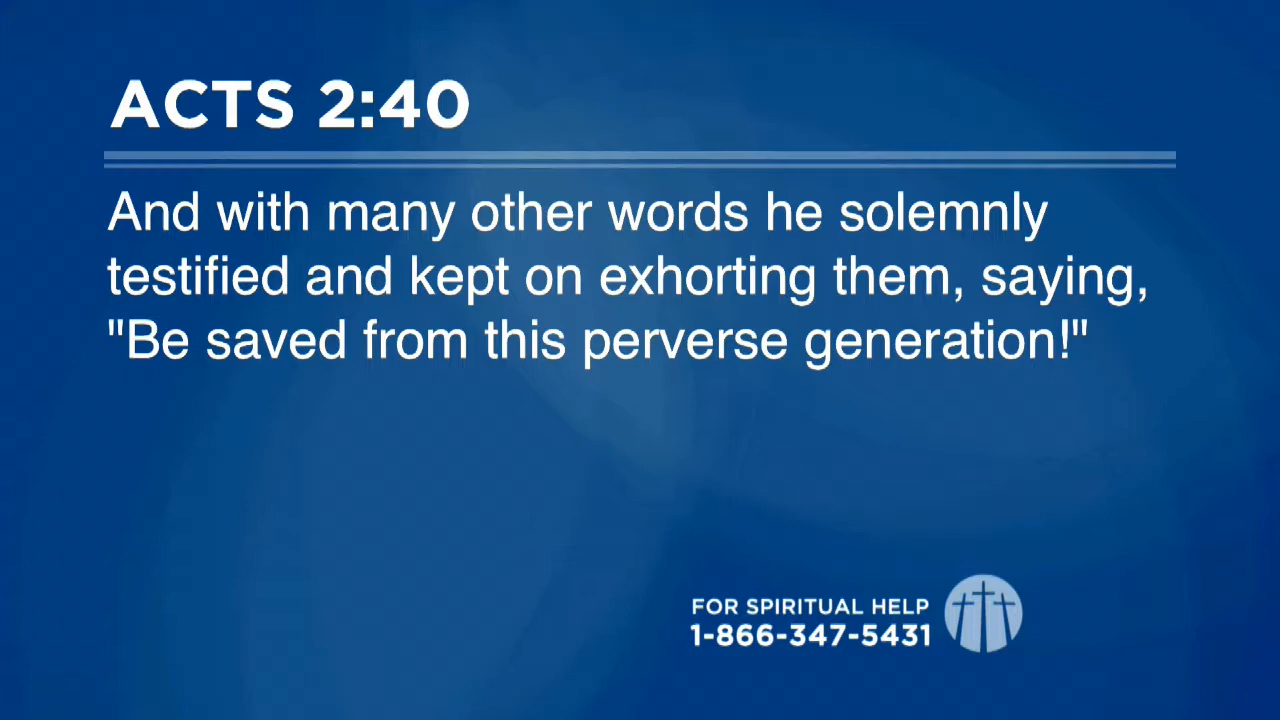 ACTS 2:40
And with many other words he solemnly
testified and kept on exhorting them, saying,
"Be saved from this perverse generation!"
FOR SPIRITUAL HELP
1-866-347-5431